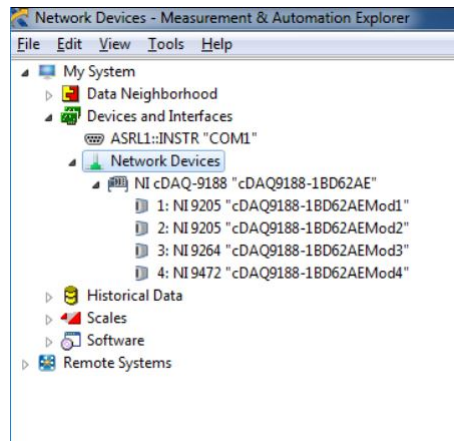 Network Devices - Measurement & Automation Explorer
File Edit View Tools Help
My System
Data Neighborhood
Devices and Interfaces
ASRL1::INSTR "COM1"
Network Devices
NI cDAQ-9188 "cDAQ9188-1BD62AE"
1: NI 9205 "cDAQ9188-1BD62AEMod1"
2: NI 9205 "cDAQ9188-1BD62AEMod2"
3: NI 9264 "cDAQ9188-1BD62AEMod3"
4: NI 9472 "cDAQ9188-1BD62AEMod4"
Historical Data
Scales
Software
Remote Systems